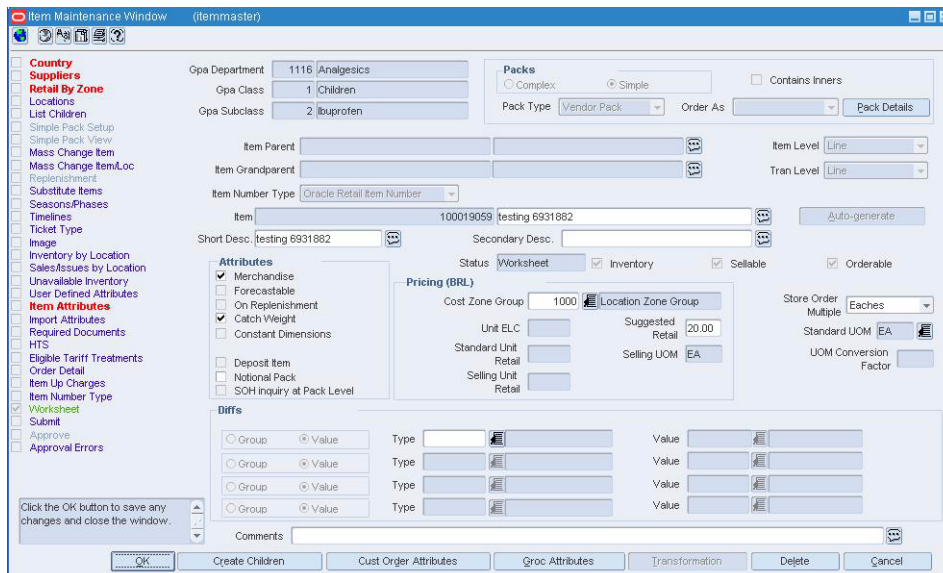 Item Maintenance Window (itemmaster)
Country
Suppliers
Retail By Zone
Locations
List Children
Simple Pack Setup
Simple Pack View
Mass Change Item
Mass Change Item/Loc
Replenishment
Substitute Items
Seasons/Phases
Timelines
Ticket Type
Image
Inventory by Location
Sales/Issues by Location
Unavailable Inventory
User Defined Attributes
Item Attributes
Import Attributes
Required Documents
HTS
Eligible Tariff Treatments
Order Detail
Item Up Charges
Item Number Type
Worksheet
Submit
Approve
Approval Errors
Click the OK button to save any
changes and close the window.
Gpa Department 1116 Analgesics
Gpa Class 1 Children
Gpa Subclass 2 Ibuprofen
Packs
Complex Simple
Contains Inners
Pack Type Vendor Pack Order As Pack Details
Item Parent Item Level Line
Item Grandparent Tran Level Line
Item Number Type Oracle Retail Item Number
Item 100019059 testing 6931882 Auto-generate
Short Desc. testing 6931882 Secondary Desc.
Status Worksheet Inventory Sellable Orderable
Attributes
Merchandise
Forecastable
On Replenishment
Catch Weight
Constant Dimensions
Deposit Item
Notional Pack
SOH inquiry at Pack Level
Pricing (BRL)
Cost Zone Group 1000 Location Zone Group
Unit ELC Suggested Retail 20.00
Standard Unit Retail Selling UOM EA
Selling Unit Retail
Store Order Multiple Eaches
Standard UOM EA
UOM Conversion Factor
Diffs
Group Value Type Value
Group Value Type Value
Group Value Type Value
Group Value Type Value
Comments
OK Create Children Cust Order Attributes Groc Attributes Transformation Delete Cancel